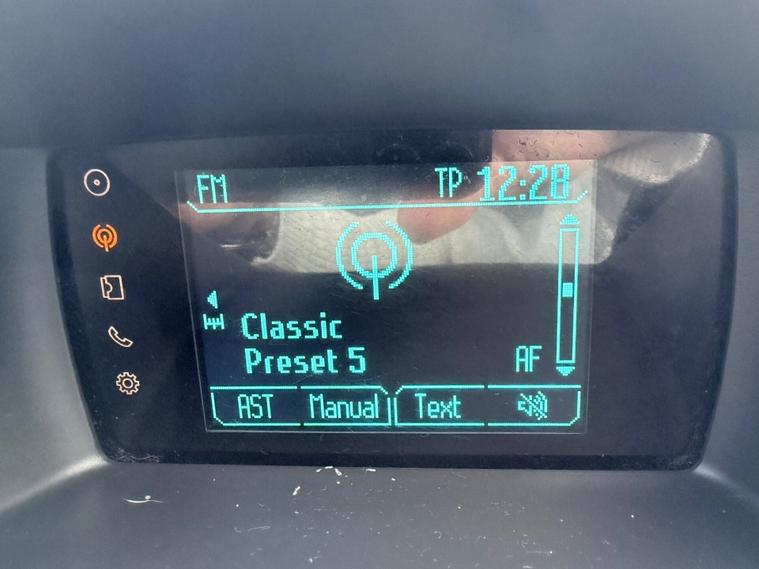 FM TP 12:28
Classic
Preset 5 AF
AST Manual Text